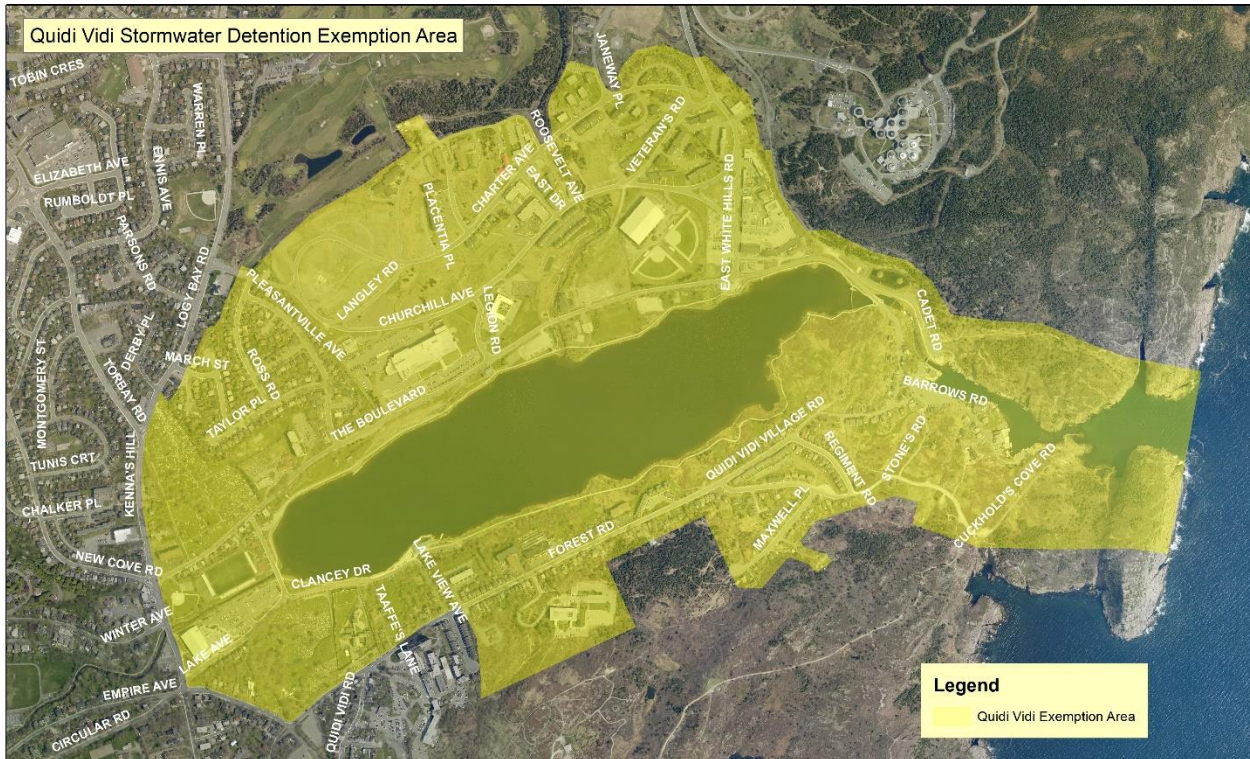 Quidi Vidi Stormwater Detention Exemption Area
TOBIN CRES
WARREN PL
JANEWAY PL
ELIZABETH AVE
ENNIS AVE
RUMBOLDT PL
PARSONS RD
LOGY BAY RD
ROOSEVELT AVE
VETERAN'S RD
CHARTER AVE
EAST DR
PLACENTIA PL
EAST WHITE HILLS RD
LANGLEY RD
PLEASANTVILLE AVE
CHURCHILL AVE
LEGION RD
CADET RD
DERBY PL
MONTGOMERY ST
TORBAY RD
MARCH ST
ROSS RD
TAYLOR PL
THE BOULEVARD
BARROWS RD
QUIDI VIDI VILLAGE RD
REGIMENT RD
STONE'S RD
TUNIS CRT
KENNA'S HILL
CHALKER PL
MAXWELL PL
CUCKHOLD'S COVE RD
FOREST RD
NEW COVE RD
CLANCEY DR
LAKE VIEW AVE
TAAFFE'S LANE
WINTER AVE
LAKE AVE
EMPIRE AVE
CIRCULAR RD
QUIDI VIDI RD
Legend
Quidi Vidi Exemption Area